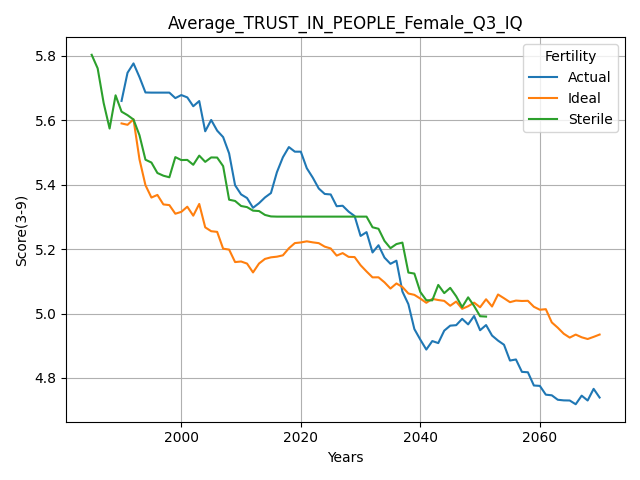 Average_TRUST_IN_PEOPLE_Female_Q3_IQ
Fertility
Actual
Ideal
Sterile
Score(3-9)
5.8
5.6
5.4
5.2
5.0
4.8
2000
2020
2040
2060
Years